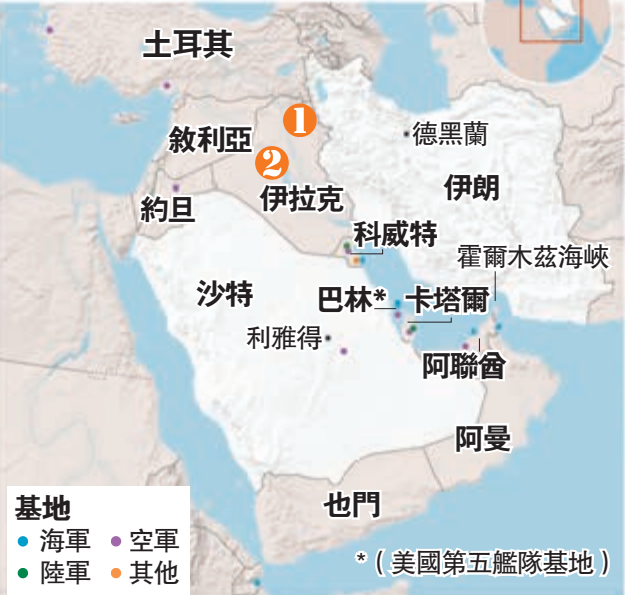 土耳其
1
德黑蘭
敘利亞
2
伊朗
伊拉克
約旦
科威特
霍爾木茲海峽
沙特
巴林*
卡塔爾
利雅得
阿聯酋
阿曼
也門
基地
海軍
空軍
陸軍
其他
*（美國第五艦隊基地）